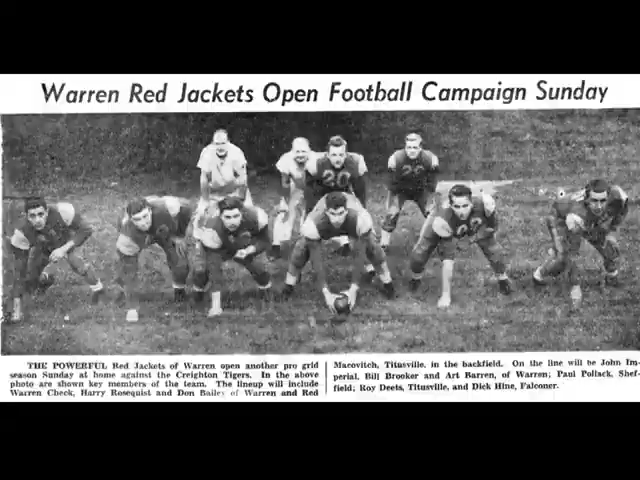 Warren Red Jackets Open Football Campaign Sunday
20
THE POWERFUL Red Jackets of Warren open another pro grid
season Sunday at home against the Creighton Tigers. In the above
photo are shown key members of the team. The lineup will include
Warren Check, Harry Rosequist and Don Bailey of Warren and Red
Macovitch, Titusville, in the backfield. On the line will be John Im-
perial, Bill Brooker and Art Barren, of Warren; Paul Pollack, Shef-
field; Roy Deets, Titusville, and Dick Hine, Falconer.